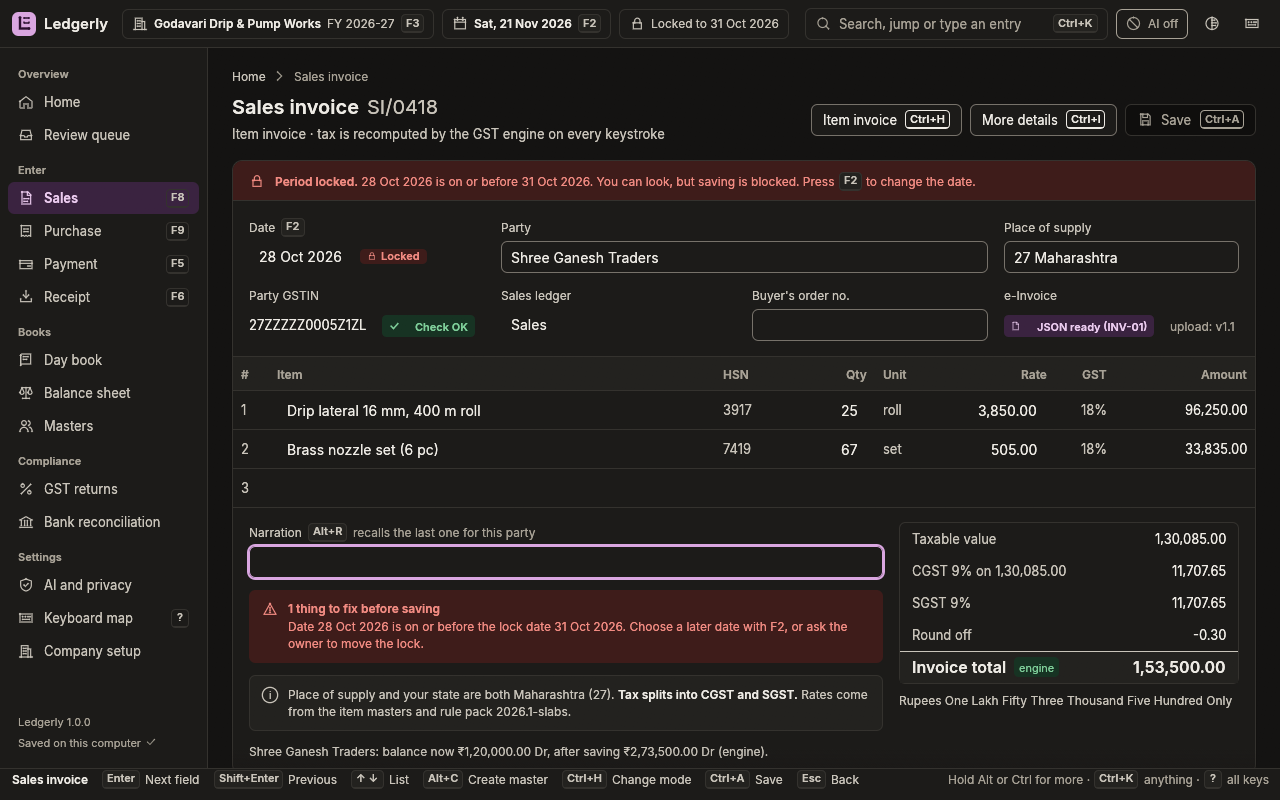 Ledgerly
Godavari Drip & Pump Works FY 2026-27 F3
Sat, 21 Nov 2026 F2
Locked to 31 Oct 2026
Search, jump or type an entry Ctrl+K
AI off
Overview
Home
Review queue
Enter
Sales F8
Purchase F9
Payment F5
Receipt F6
Books
Day book
Balance sheet
Masters
Compliance
GST returns
Bank reconciliation
Settings
AI and privacy
Keyboard map ?
Company setup
Ledgerly 1.0.0
Saved on this computer
Home > Sales invoice
Sales invoice SI/0418
Item invoice · tax is recomputed by the GST engine on every keystroke
Item invoice Ctrl+H
More details Ctrl+I
Save Ctrl+A
Period locked. 28 Oct 2026 is on or before 31 Oct 2026. You can look, but saving is blocked. Press F2 to change the date.
Date F2
Party
Place of supply
28 Oct 2026 Locked
Shree Ganesh Traders
27 Maharashtra
Party GSTIN
Sales ledger
Buyer's order no.
e-Invoice
27ZZZZZ0005Z1ZL Check OK
Sales
JSON ready (INV-01) upload: v1.1
# Item HSN Qty Unit Rate GST Amount
1 Drip lateral 16 mm, 400 m roll 3917 25 roll 3,850.00 18% 96,250.00
2 Brass nozzle set (6 pc) 7419 67 set 505.00 18% 33,835.00
3
Narration Alt+R recalls the last one for this party
1 thing to fix before saving
Date 28 Oct 2026 is on or before the lock date 31 Oct 2026. Choose a later date with F2, or ask the
owner to move the lock.
Place of supply and your state are both Maharashtra (27). Tax splits into CGST and SGST. Rates come
from the item masters and rule pack 2026.1-slabs.
Shree Ganesh Traders: balance now ₹1,20,000.00 Dr, after saving ₹2,73,500.00 Dr (engine).
Taxable value 1,30,085.00
CGST 9% on 1,30,085.00 11,707.65
SGST 9% 11,707.65
Round off -0.30
Invoice total engine 1,53,500.00
Rupees One Lakh Fifty Three Thousand Five Hundred Only
Sales invoice Enter Next field Shift+Enter Previous ↑ ↓ List Alt+C Create master Ctrl+H Change mode Ctrl+A Save Esc Back Hold Alt or Ctrl for more · Ctrl+K anything · ? all keys